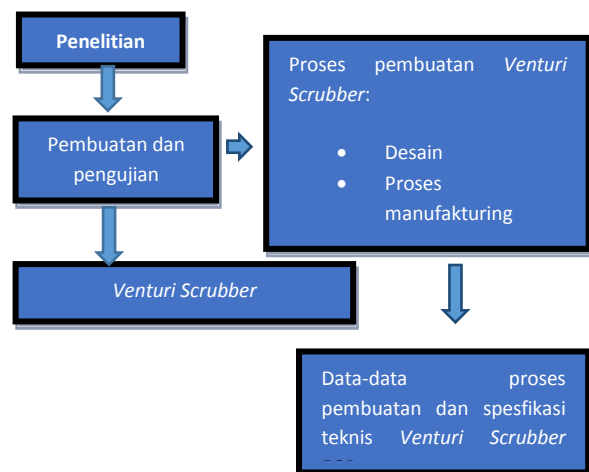 Penelitian
Proses pembuatan Venturi
Scrubber:
• Desain
• Proses
manufakturing
Pembuatan dan
pengujian
Venturi Scrubber
Data-data proses
pembuatan dan spesfikasi
teknis Venturi Scrubber